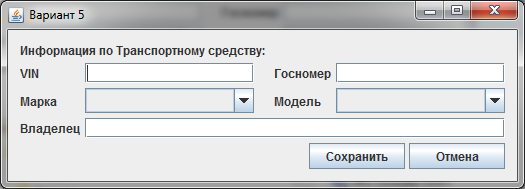 Вариант 5
Информация по Транспортному средству:
VIN Госномер
Марка Модель
Владелец
Сохранить Отмена